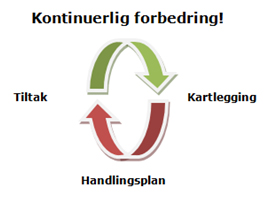 Kontinuerlig forbedring!
Tiltak
Kartlegging
Handlingsplan